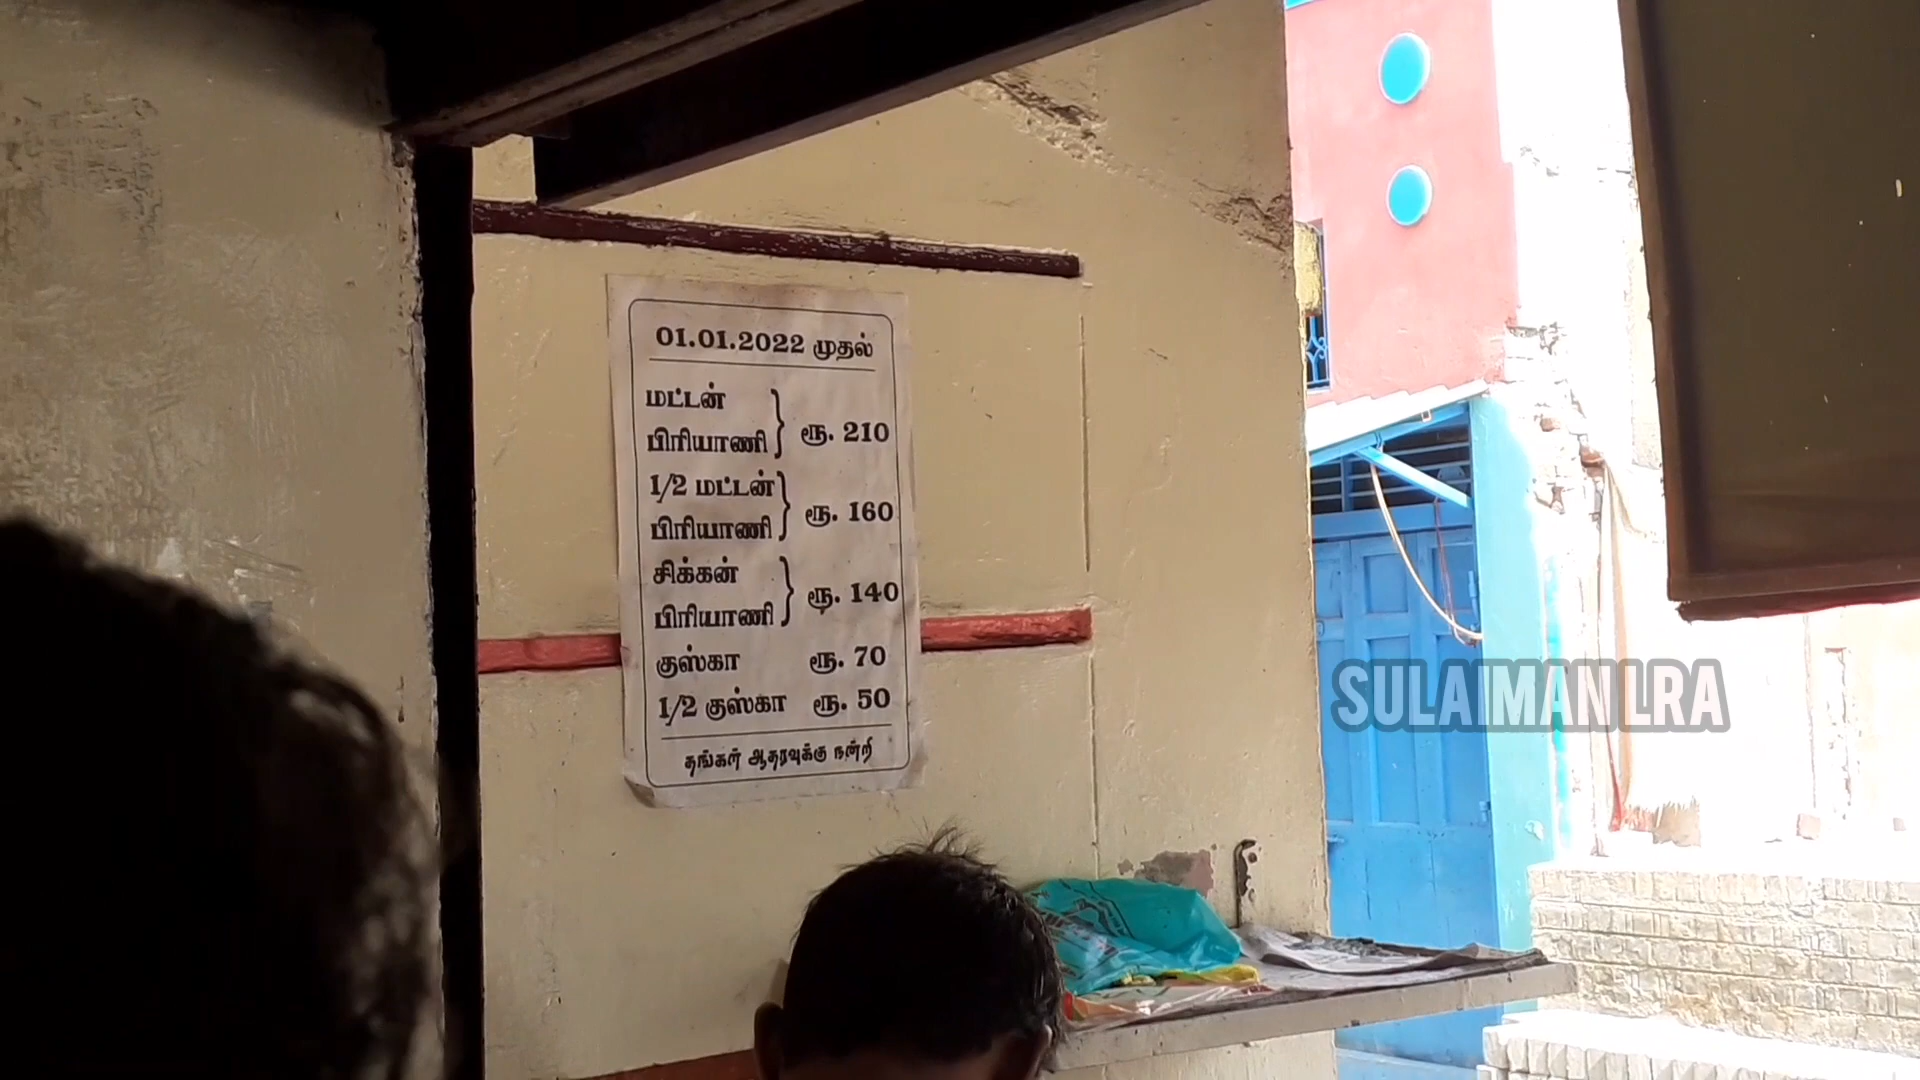 01.01.2022 முதல்
மட்டன்
பிரியாணி } ரூ. 210
1/2 மட்டன்
பிரியாணி } ரூ. 160
சிக்கன்
பிரியாணி } ரூ. 140
குஸ்கா ரூ. 70
1/2 குஸ்கா ரூ. 50
தங்கள் ஆதரவுக்கு நன்றி
SULAIMAN LRA